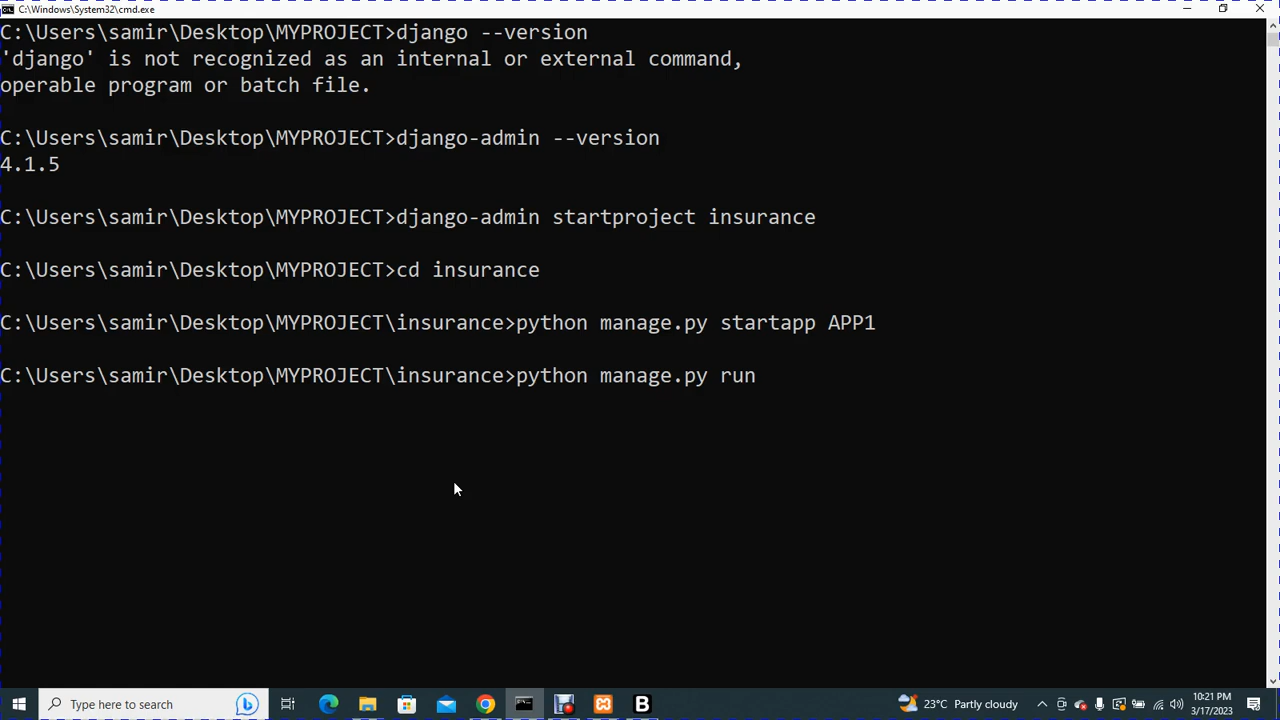 C:\Windows\System32\cmd.exe
C:\Users\samir\Desktop\MYPROJECT>django --version
'django' is not recognized as an internal or external command,
operable program or batch file.
C:\Users\samir\Desktop\MYPROJECT>django-admin --version
4.1.5
C:\Users\samir\Desktop\MYPROJECT>django-admin startproject insurance
C:\Users\samir\Desktop\MYPROJECT>cd insurance
C:\Users\samir\Desktop\MYPROJECT\insurance>python manage.py startapp APP1
C:\Users\samir\Desktop\MYPROJECT\insurance>python manage.py run
Type here to search
B
23°C Partly cloudy
10:21 PM
3/17/2023